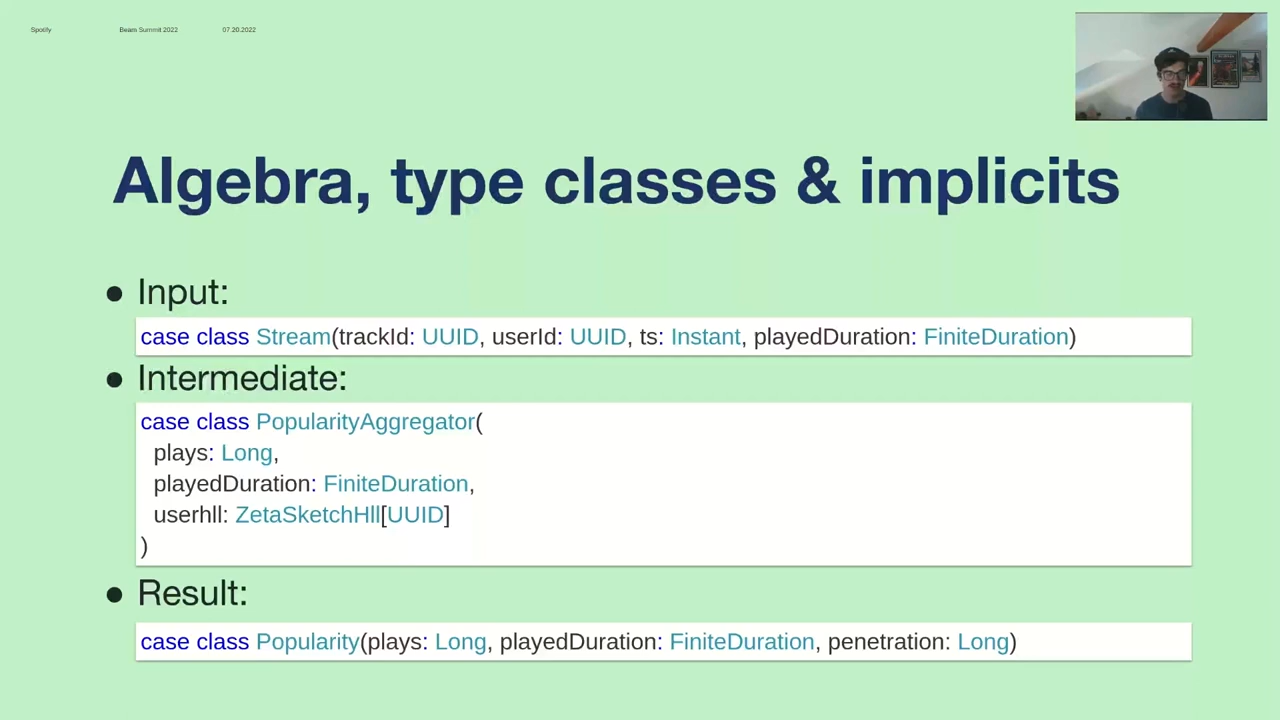 Spotify Beam Summit 2022 07.20.2022
Algebra, type classes & implicits
● Input:
case class Stream(trackId: UUID, userId: UUID, ts: Instant, playedDuration: FiniteDuration)
● Intermediate:
case class PopularityAggregator(
plays: Long,
playedDuration: FiniteDuration,
userhll: ZetaSketchHll[UUID]
)
● Result:
case class Popularity(plays: Long, playedDuration: FiniteDuration, penetration: Long)